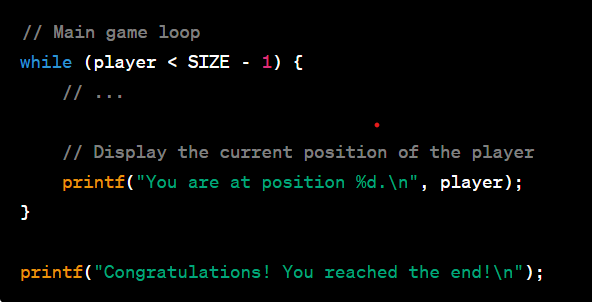 // Main game loop
while (player < SIZE - 1) {
    // ...
    // Display the current position of the player
    printf("You are at position %d.\n", player);
}
printf("Congratulations! You reached the end!\n");